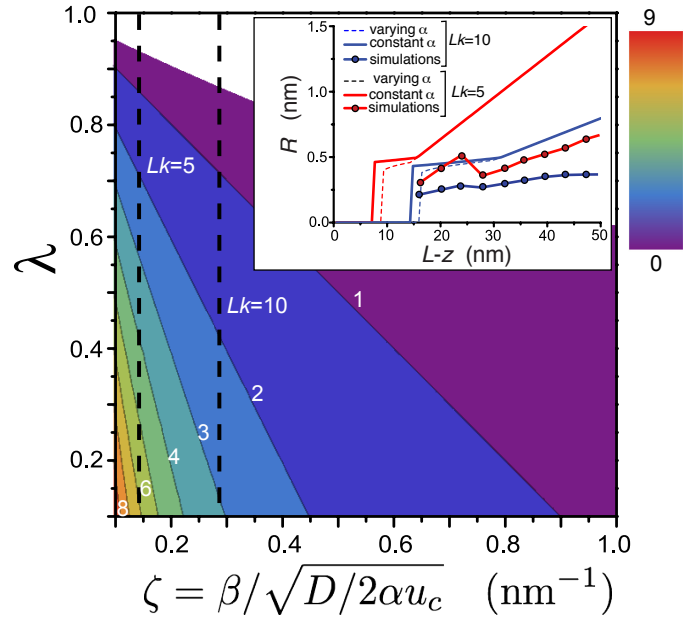 9
0
1.0
0.8
0.6
0.4
0.2
λ
0.2 0.4 0.6 0.8 1.0
ζ = β/√D/2αu_c (nm⁻¹)
Lk=5
Lk=10
1
2
3
4
6
8
1.5
1.0
0.5
0.0
R (nm)
0 10 20 30 40 50
L-z (nm)
varying α
constant α
simulations
Lk=10
varying α
constant α
simulations
Lk=5